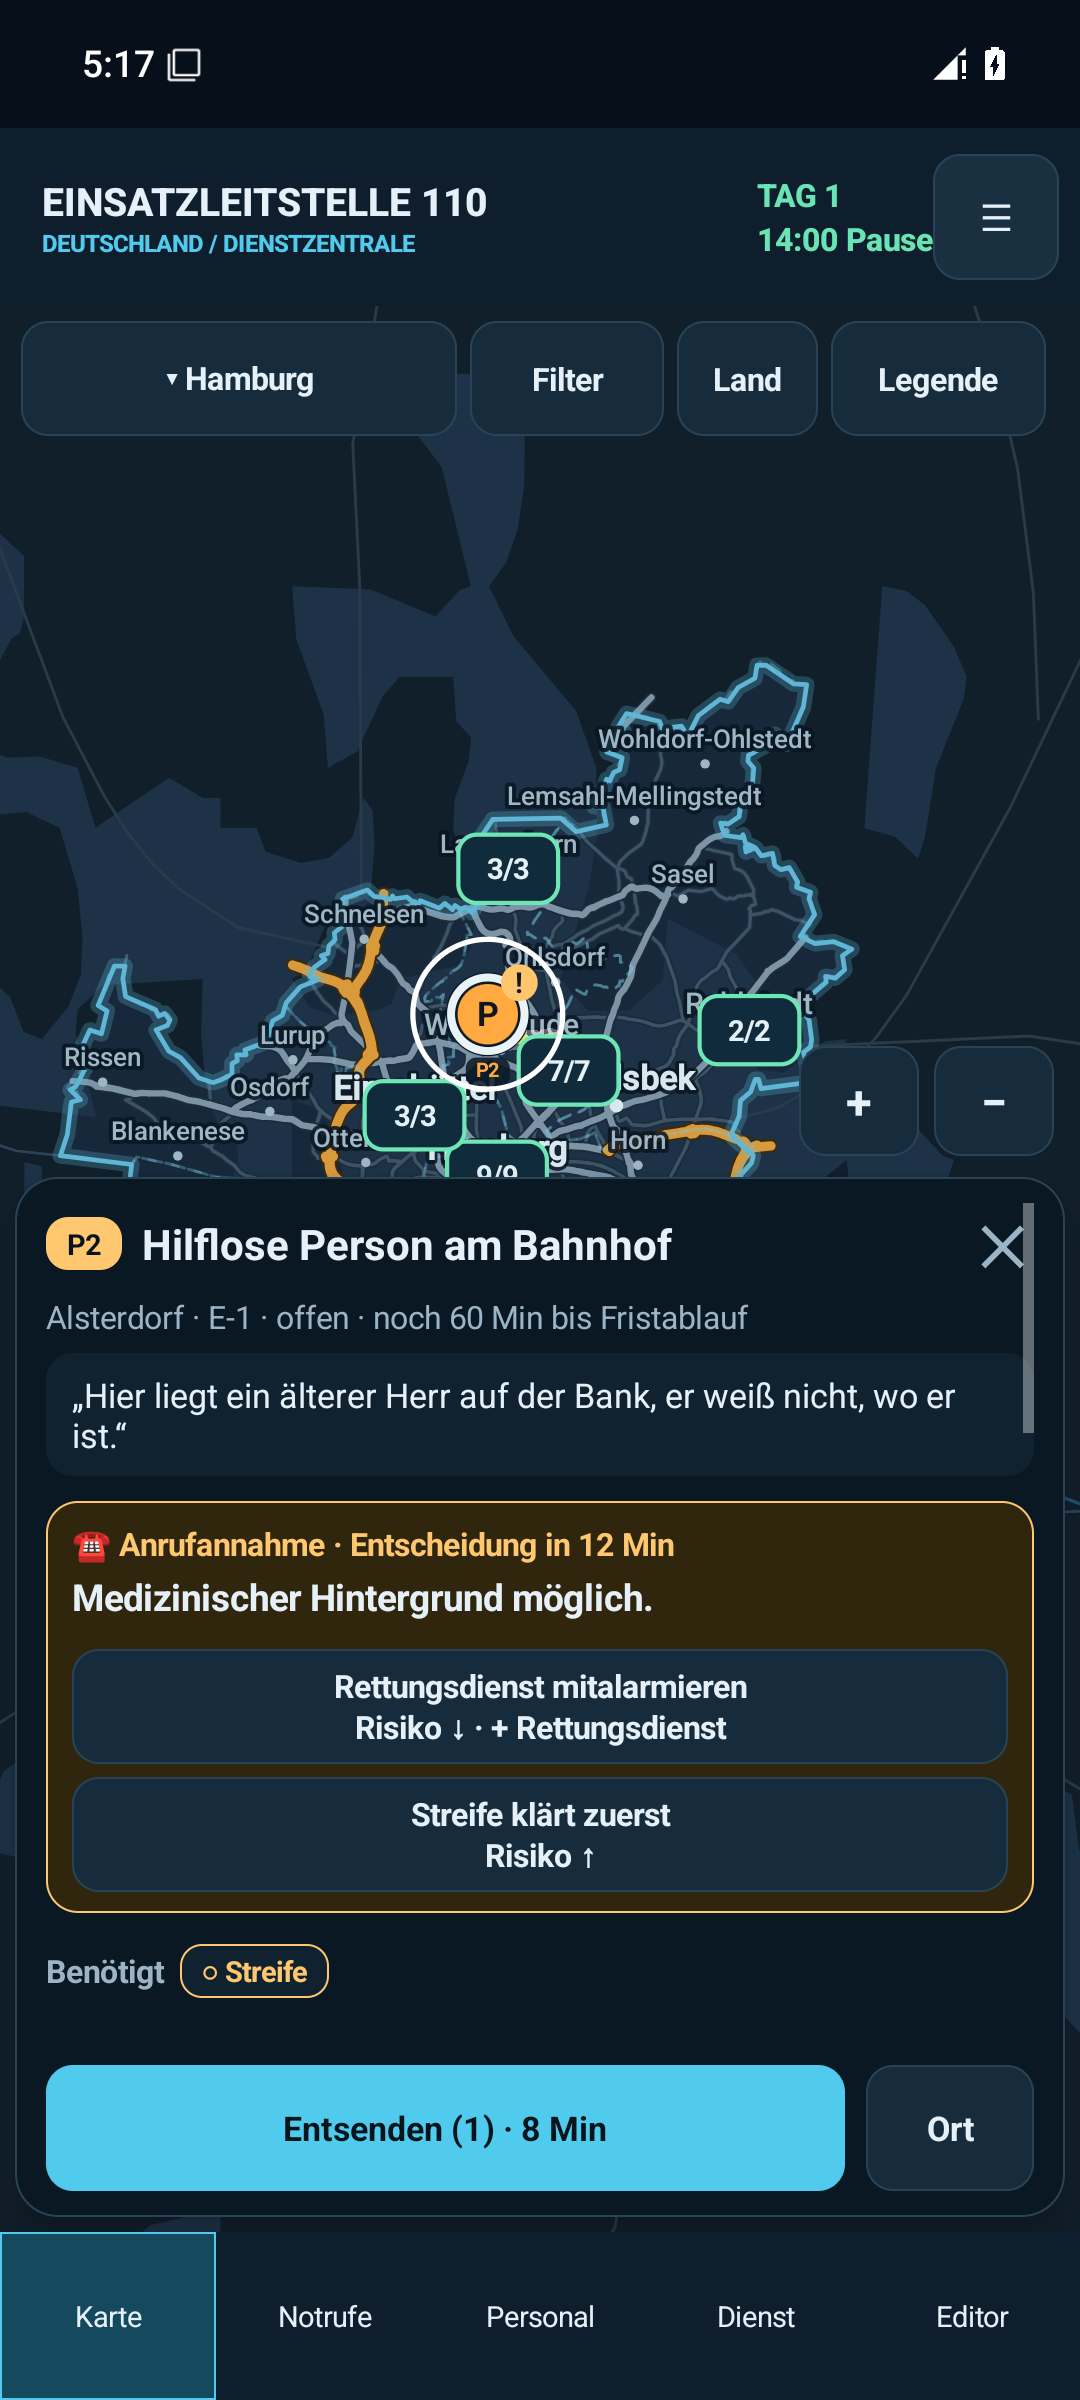 5:17
EINSATZLEITSTELLE 110
DEUTSCHLAND / DIENSTZENTRALE
TAG 1
14:00 Pause
☰
▾ Hamburg
Filter
Land
Legende
Wohldorf-Ohlstedt
Lemsahl-Mellingstedt
3/3
Sasel
Schnelsen
Ohlsdorf
!
P
P2
2/2
Lurup
7/7
sbek
Rissen
Osdorf
3/3
+
−
Blankenese
Horn
9/9
P2 Hilflose Person am Bahnhof
Alsterdorf · E-1 · offen · noch 60 Min bis Fristablauf
„Hier liegt ein älterer Herr auf der Bank, er weiß nicht, wo er
ist.“
☎ Anrufannahme · Entscheidung in 12 Min
Medizinischer Hintergrund möglich.
Rettungsdienst mitalarmieren
Risiko ↓ · + Rettungsdienst
Streife klärt zuerst
Risiko ↑
Benötigt ○ Streife
Entsenden (1) · 8 Min
Ort
Karte
Notrufe
Personal
Dienst
Editor